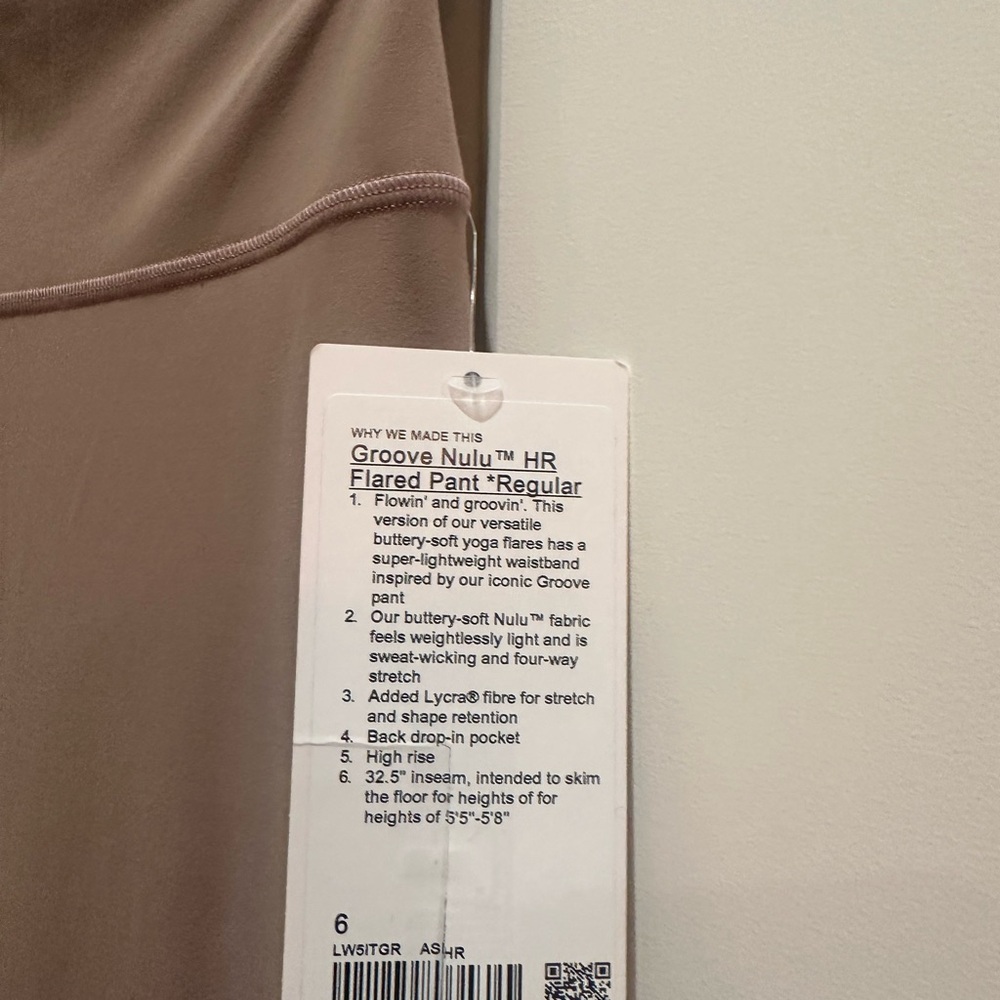 WHY WE MADE THIS
Groove Nulu™ HR
Flared Pant *Regular
1. Flowin' and groovin'. This
version of our versatile
buttery-soft yoga flares has a
super-lightweight waistband
inspired by our iconic Groove
pant
2. Our buttery-soft Nulu™ fabric
feels weightlessly light and is
sweat-wicking and four-way
stretch
3. Added Lycra® fibre for stretch
and shape retention
4. Back drop-in pocket
5. High rise
6. 32.5" inseam, intended to skim
the floor for heights of for
heights of 5'5"-5'8"
6
LW5ITGR ASHR